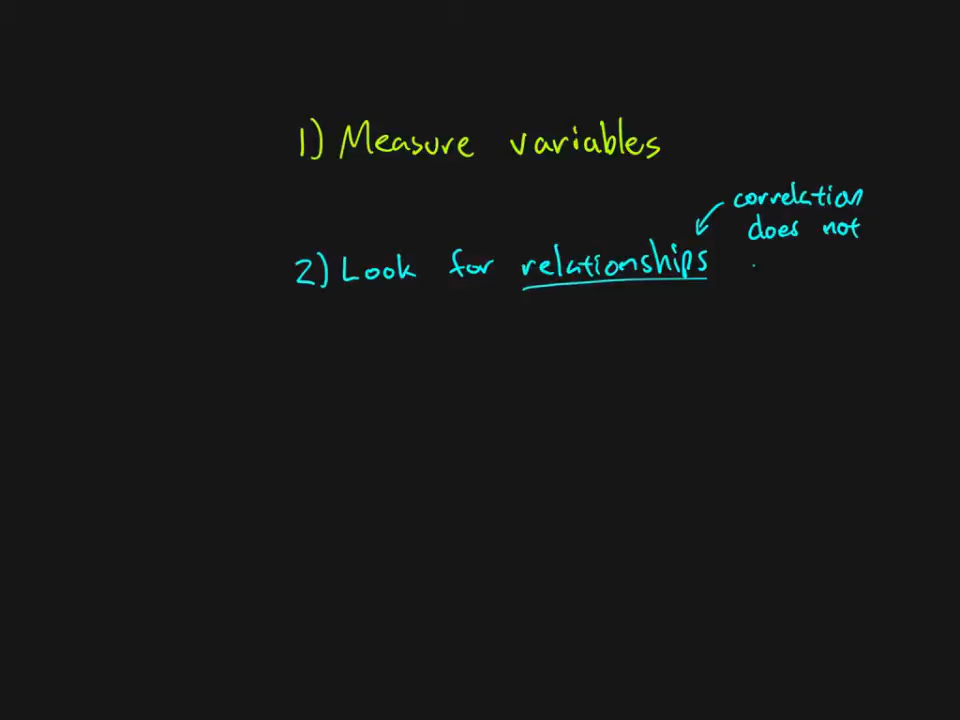 1) Measure variables
correlation
does not
2) Look for relationships